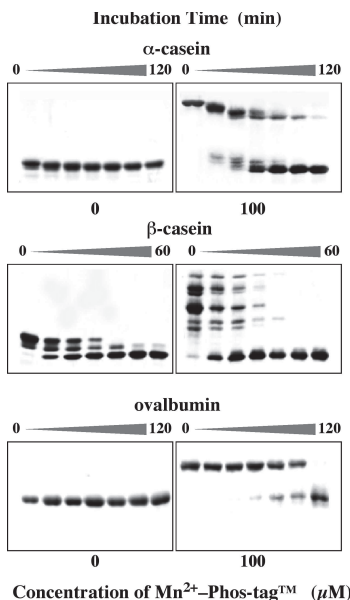 Incubation Time (min)
α-casein
0 120 0 120
0 100
β-casein
0 60 0 60
ovalbumin
0 120 0 120
0 100
Concentration of Mn²⁺–Phos-tag™ (μM)